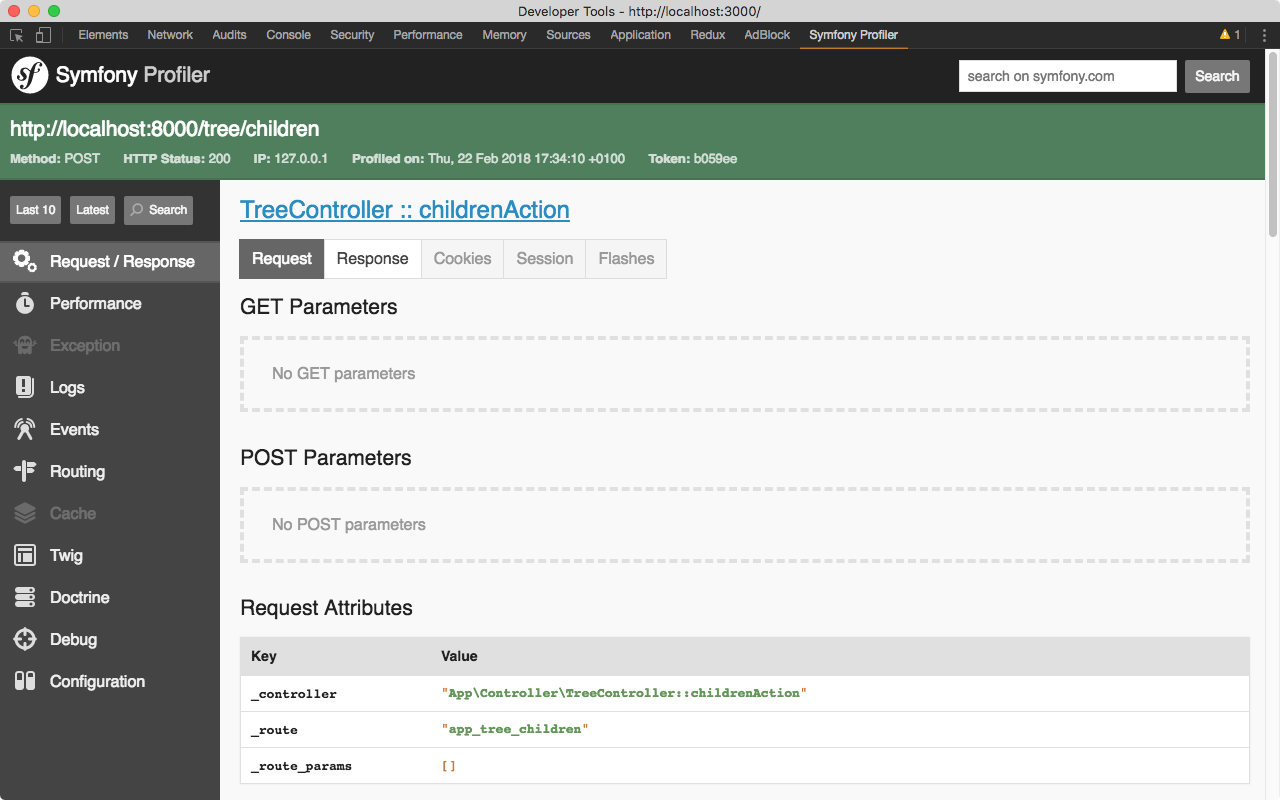 Developer Tools - http://localhost:3000/
Elements Network Audits Console Security Performance Memory Sources Application Redux AdBlock Symfony Profiler 1
sf Symfony Profiler search on symfony.com Search
http://localhost:8000/tree/children
Method: POST HTTP Status: 200 IP: 127.0.0.1 Profiled on: Thu, 22 Feb 2018 17:34:10 +0100 Token: b059ee
Last 10 Latest Search
Request / Response
Performance
Exception
Logs
Events
Routing
Cache
Twig
Doctrine
Debug
Configuration
TreeController :: childrenAction
Request Response Cookies Session Flashes
GET Parameters
No GET parameters
POST Parameters
No POST parameters
Request Attributes
Key Value
_controller "App\Controller\TreeController::childrenAction"
_route "app_tree_children"
_route_params []